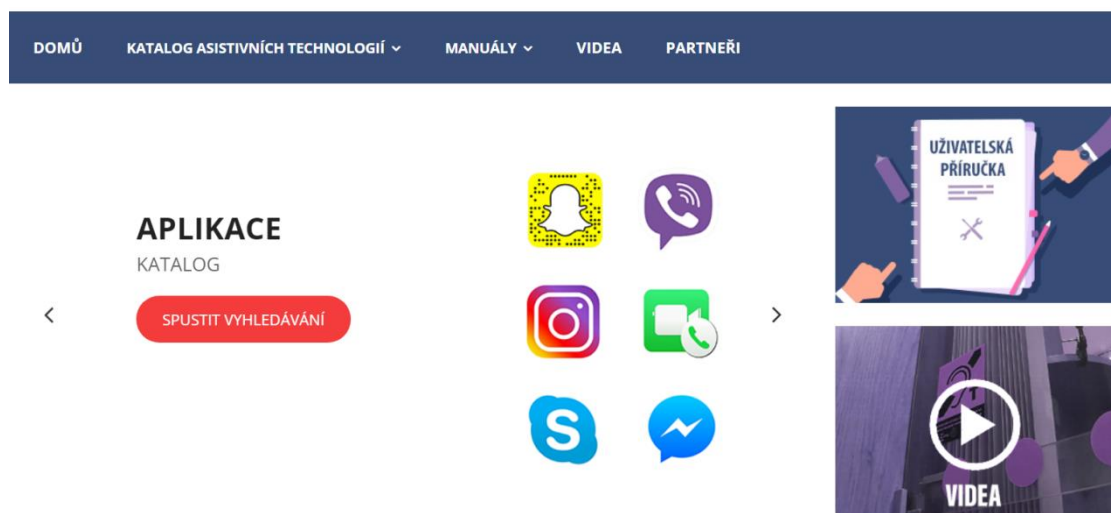 DOMŮ KATALOG ASISTIVNÍCH TECHNOLOGIÍ MANUÁLY VIDEA PARTNEŘI
APLIKACE
KATALOG
SPUSTIT VYHLEDÁVÁNÍ
S
UŽIVATELSKÁ
PŘÍRUČKA
T
VIDEA